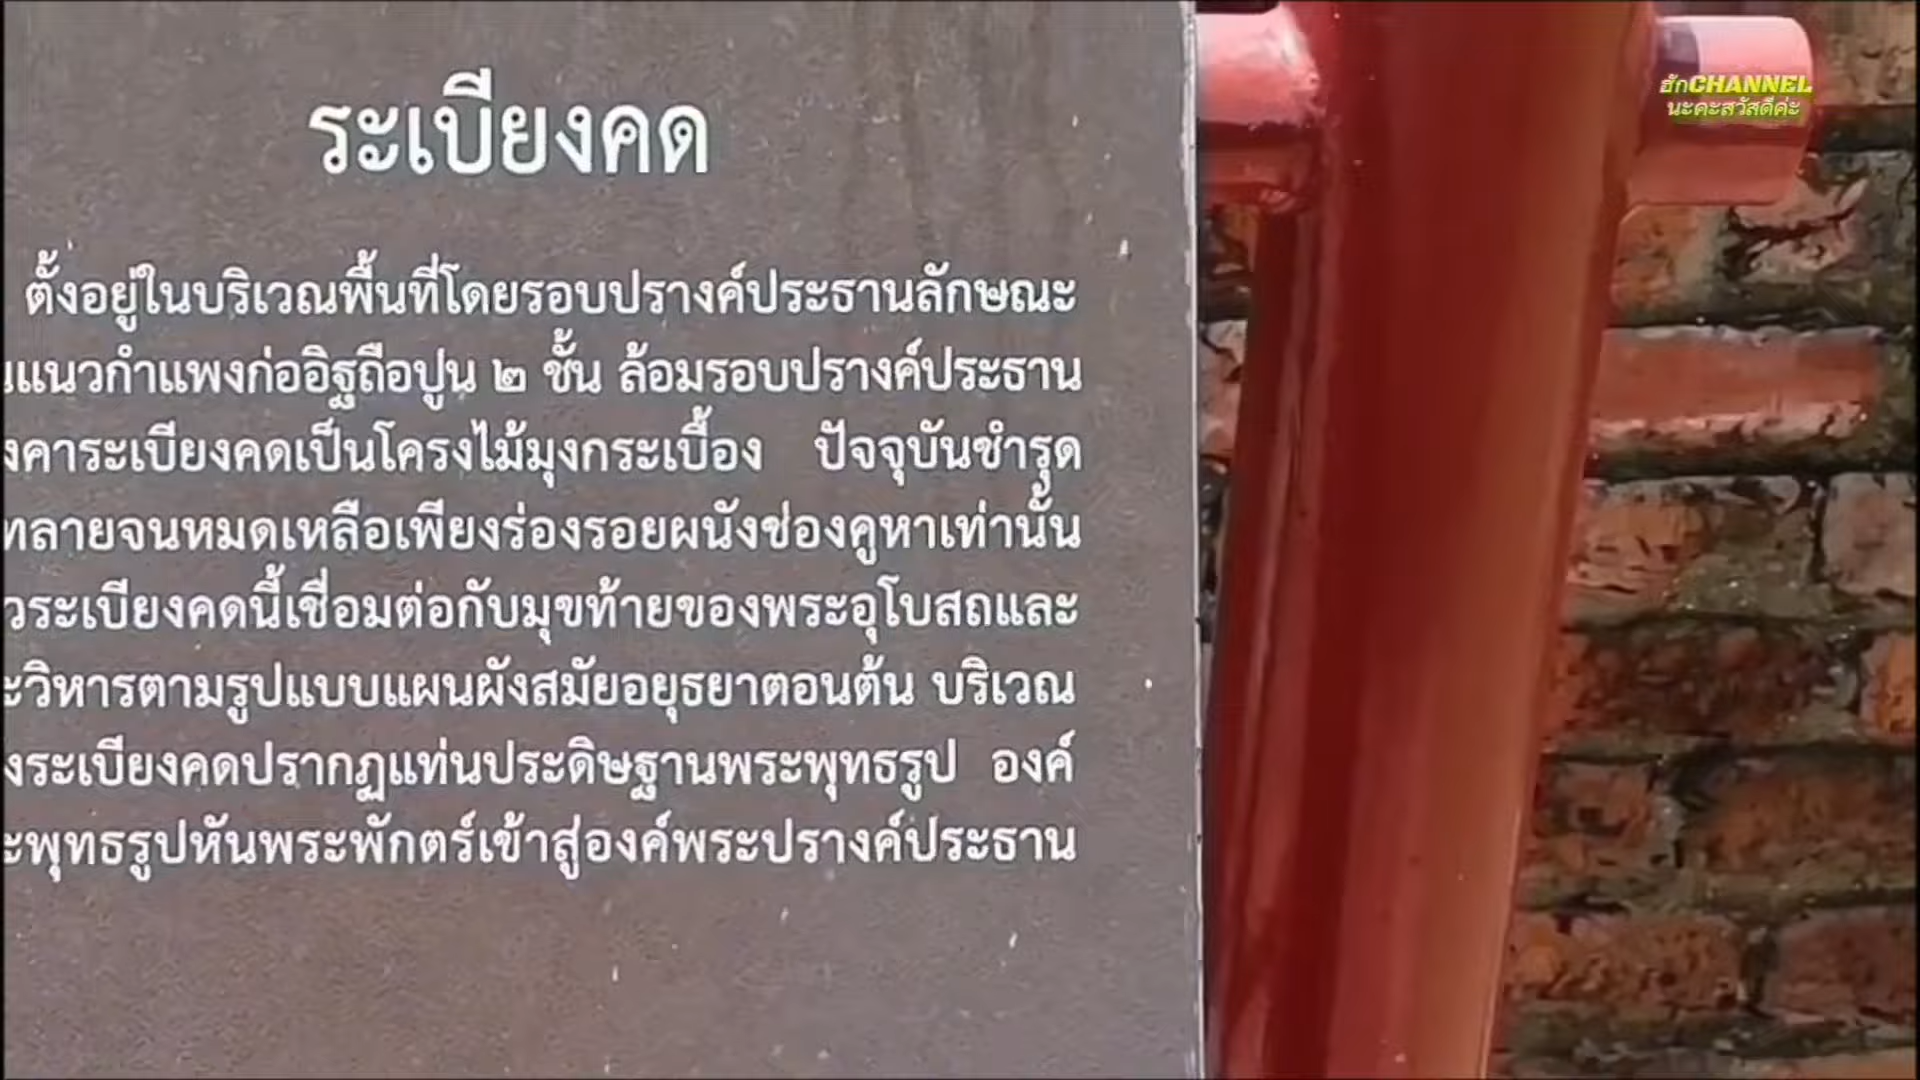 ระเบียงคด
ตั้งอยู่ในบริเวณพื้นที่โดยรอบปรางค์ประธานลักษณะ
แนวกำแพงก่ออิฐถือปูน ๒ ชั้น ล้อมรอบปรางค์ประธาน
งคาระเบียงคดเป็นโครงไม้มุงกระเบื้อง ปัจจุบันชำรุด
ทลายจนหมดเหลือเพียงร่องรอยผนังช่องคูหาเท่านั้น
วระเบียงคดนี้เชื่อมต่อกับมุขท้ายของพระอุโบสถและ
ะวิหารตามรูปแบบแผนผังสมัยอยุธยาตอนต้น บริเวณ
งระเบียงคดปรากฏแท่นประดิษฐานพระพุทธรูป องค์
ะพุทธรูปหันพระพักตร์เข้าสู่องค์พระปรางค์ประธาน
ฮักCHANNEL
นะคะสวัสดีค่ะ